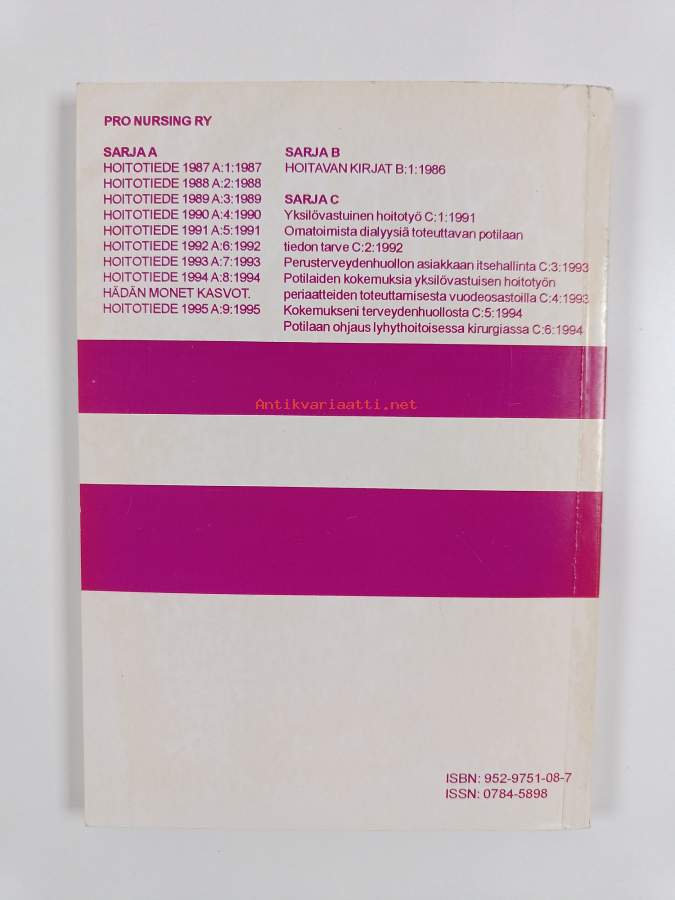 PRO NURSING RY
SARJA A
HOITOTIEDE 1987 A:1:1987
HOITOTIEDE 1988 A:2:1988
HOITOTIEDE 1989 A:3:1989
HOITOTIEDE 1990 A:4:1990
HOITOTIEDE 1991 A:5:1991
HOITOTIEDE 1992 A:6:1992
HOITOTIEDE 1993 A:7:1993
HOITOTIEDE 1994 A:8:1994
HÄDÄN MONET KASVOT.
HOITOTIEDE 1995 A:9:1995
SARJA B
HOITAVAN KIRJAT B:1:1986
SARJA C
Yksilövastuinen hoitotyö C:1:1991
Omatoimista dialyysiä toteuttavan potilaan
tiedon tarve C:2:1992
Perusterveydenhuollon asiakkaan itsehallinta C:3:1993
Potilaiden kokemuksia yksilövastuisen hoitotyön
periaatteiden toteuttamisesta vuodeosastoilla C:4:1993
Kokemukseni terveydenhuollosta C:5:1994
Potilaan ohjaus lyhythoitoisessa kirurgiassa C:6:1994
Antikvariaatti.net
ISBN: 952-9751-08-7
ISSN: 0784-5898